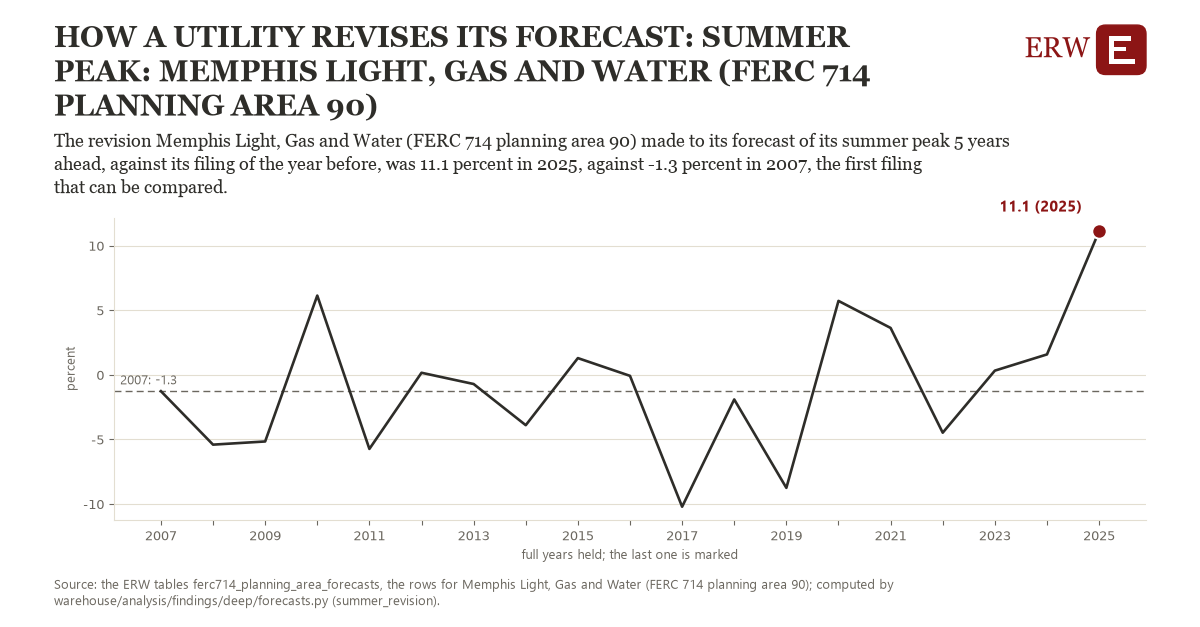 HOW A UTILITY REVISES ITS FORECAST: SUMMER
PEAK: MEMPHIS LIGHT, GAS AND WATER (FERC 714
PLANNING AREA 90)
ERW E
The revision Memphis Light, Gas and Water (FERC 714 planning area 90) made to its forecast of its summer peak 5 years
ahead, against its filing of the year before, was 11.1 percent in 2025, against -1.3 percent in 2007, the first filing
that can be compared.
11.1 (2025)
10
5
0
-5
-10
percent
2007: -1.3
2007 2009 2011 2013 2015 2017 2019 2021 2023 2025
full years held; the last one is marked
Source: the ERW tables ferc714_planning_area_forecasts, the rows for Memphis Light, Gas and Water (FERC 714 planning area 90); computed by
warehouse/analysis/findings/deep/forecasts.py (summer_revision).